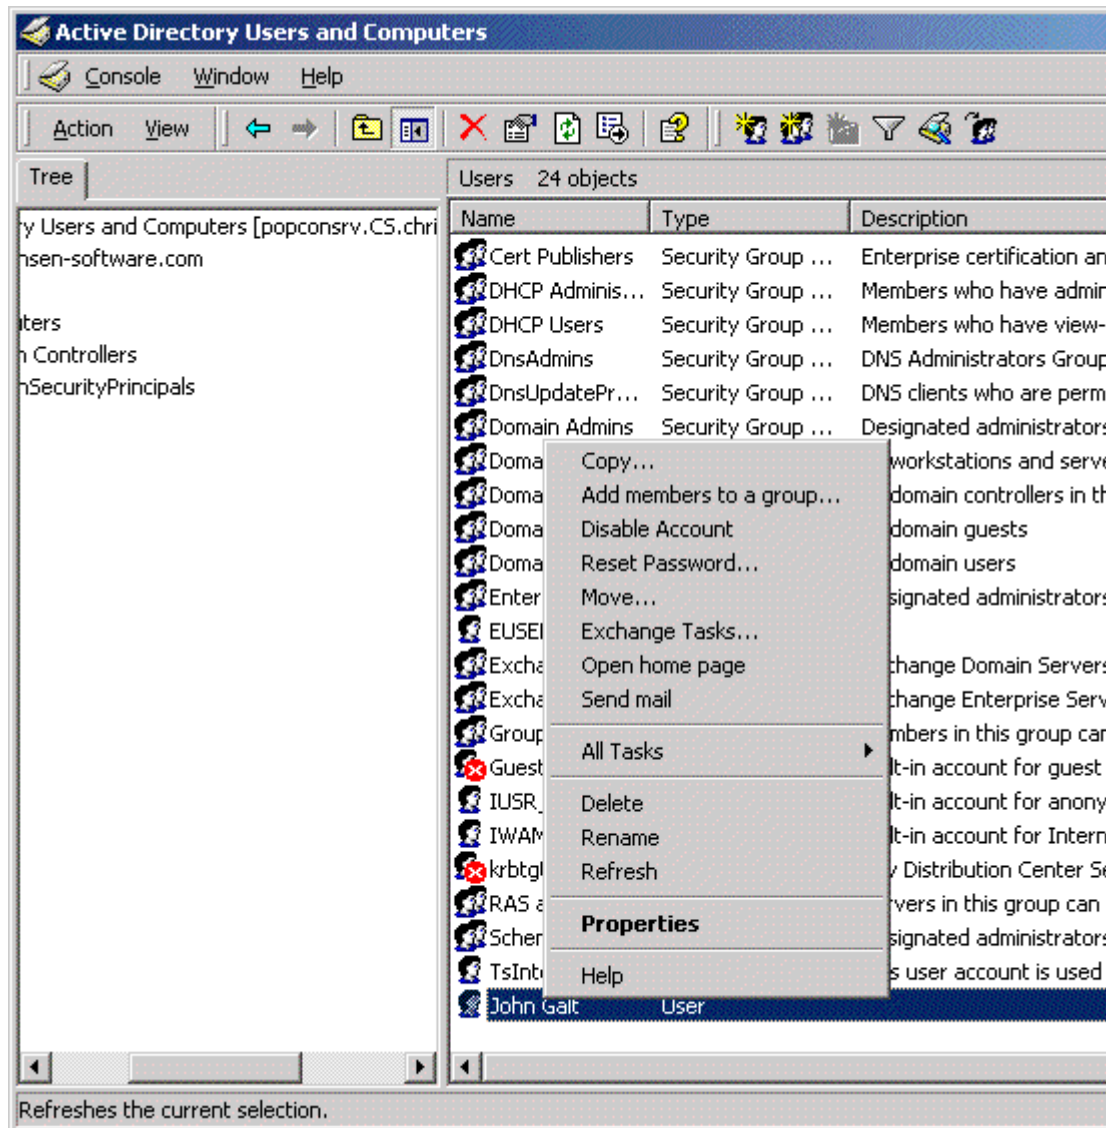 Active Directory Users and Computers
Console Window Help
Action View
Tree
Users 24 objects
Name Type Description
y Users and Computers [popconsrv.CS.chri
nsen-software.com
iters
n Controllers
nSecurityPrincipals
Cert Publishers Security Group ... Enterprise certification an
DHCP Adminis... Security Group ... Members who have admin
DHCP Users Security Group ... Members who have view-
DnsAdmins Security Group ... DNS Administrators Group
DnsUpdatePr... Security Group ... DNS clients who are perm
Domain Admins Security Group ... Designated administrators
Doma workstations and serve
Doma domain controllers in th
Doma domain guests
Doma domain users
Enter signated administrators
EUSE
Excha change Domain Servers
Excha change Enterprise Serv
Group mbers in this group can
Guest lt-in account for guest
IUSR_ lt-in account for anony
IWAM lt-in account for Intern
krbtgt y Distribution Center Se
RAS a rvers in this group can
Schem signated administrators
TsInte s user account is used
John Galt User
Copy...
Add members to a group...
Disable Account
Reset Password...
Move...
Exchange Tasks...
Open home page
Send mail
All Tasks
Delete
Rename
Refresh
Properties
Help
Refreshes the current selection.